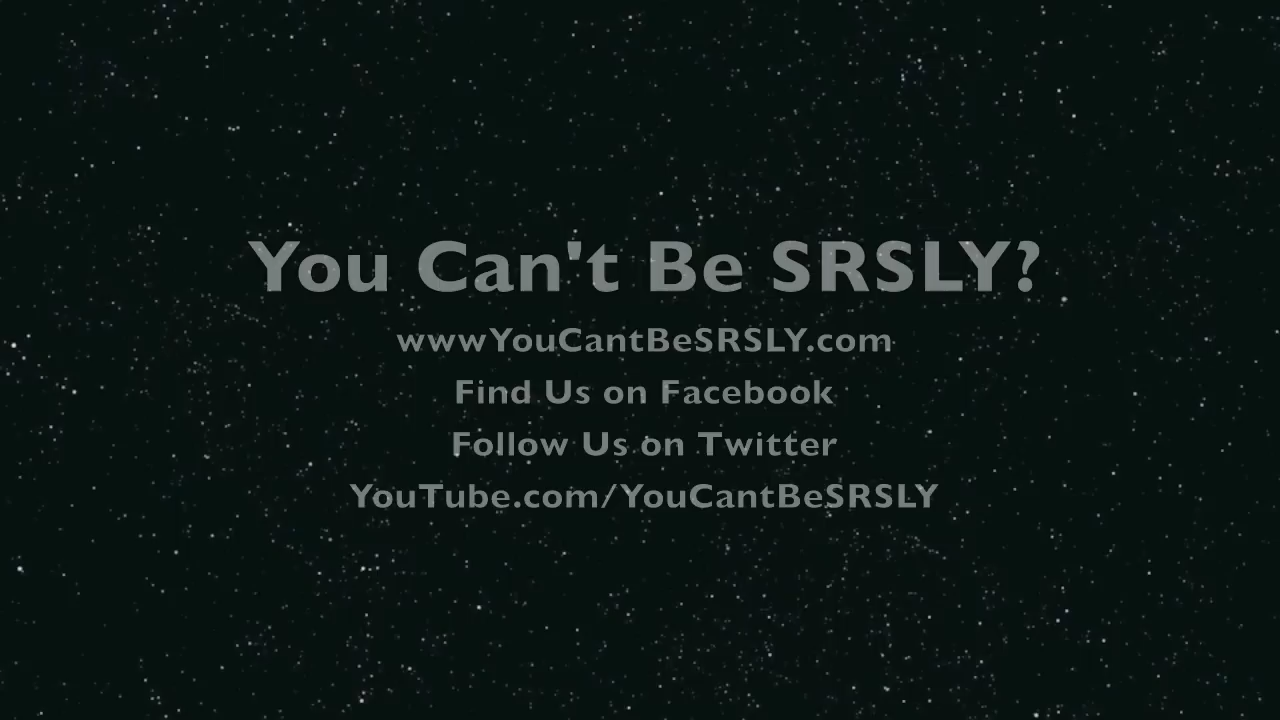 You Can't Be SRSLY?
wwwYouCantBeSRSLY.com
Find Us on Facebook
Follow Us on Twitter
YouTube.com/YouCantBeSRSLY